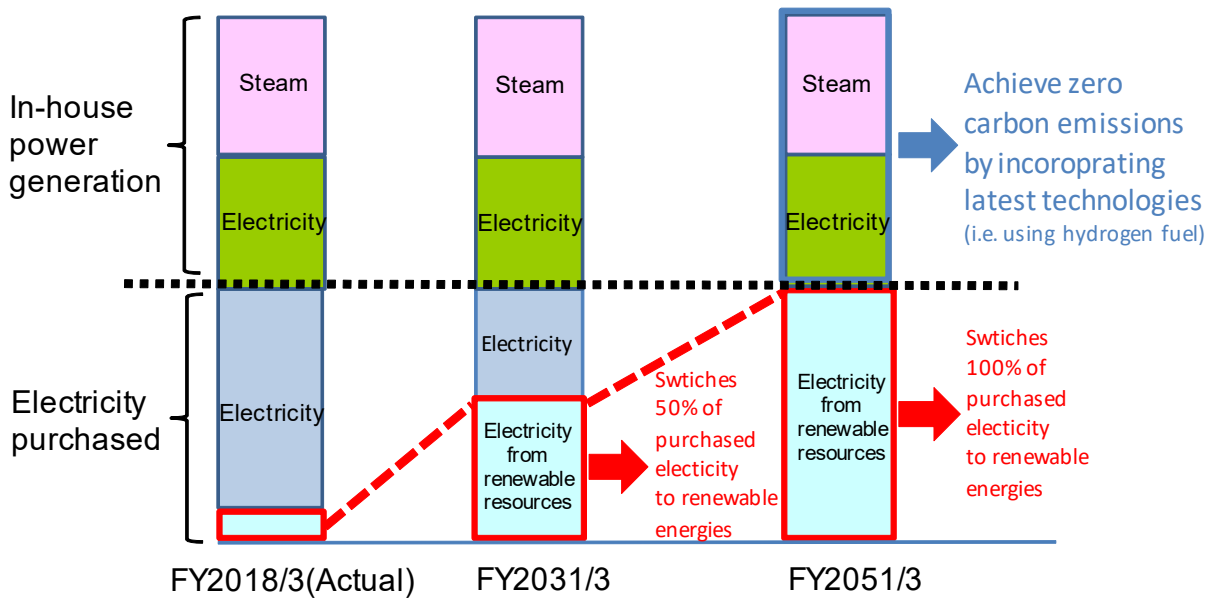 In-house
power
generation
Electricity
purchased
Steam
Electricity
Electricity
Steam
Electricity
Electricity
Electricity
from
renewable
resources
Swtiches
50% of
purchased
electicity
to renewable
energies
Steam
Electricity
Electricity
from
renewable
resources
Achieve zero
carbon emissions
by incoroprating
latest technologies
(i.e. using hydrogen fuel)
Swtiches
100% of
purchased
electicity
to renewable
energies
FY2018/3(Actual)
FY2031/3
FY2051/3